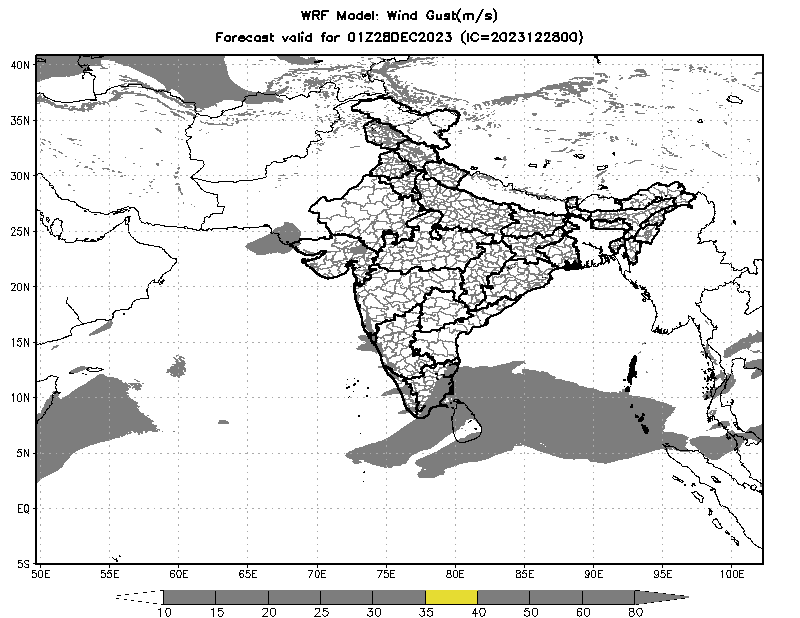 WRF Model: Wind Gust(m/s)
Forecast valid for 01Z28DEC2023 (IC=2023122800)
40N
35N
30N
25N
20N
15N
10N
5N
EQ
5S
50E 55E 60E 65E 70E 75E 80E 85E 90E 95E 100E
10 15 20 25 30 35 40 50 60 80